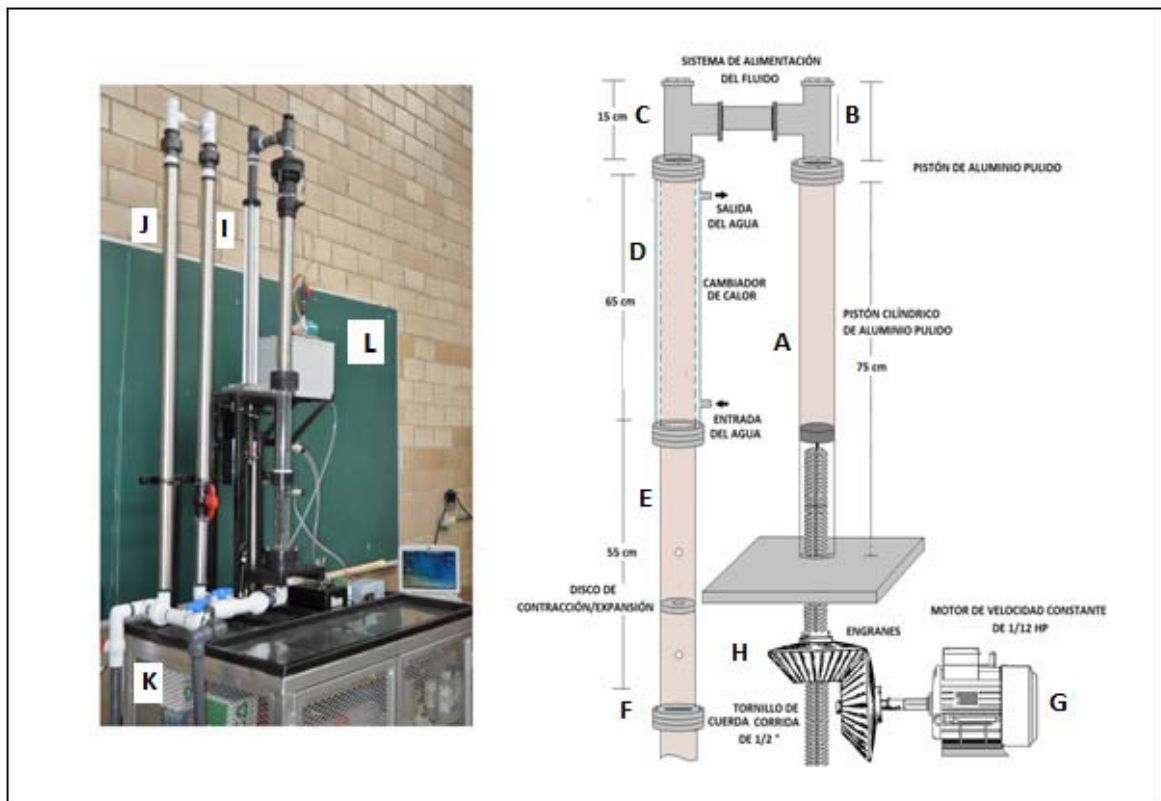 J
I
L
K
SISTEMA DE ALIMENTACIÓN
DEL FLUIDO
15 cm
C
B
PISTÓN DE ALUMINIO PULIDO
SALIDA
DEL AGUA
D
65 cm
CAMBIADOR
DE CALOR
A
PISTÓN CILÍNDRICO
DE ALUMINIO PULIDO
75 cm
ENTRADA
DEL AGUA
E
55 cm
DISCO DE
CONTRACCIÓN/EXPANSIÓN
H
ENGRANES
MOTOR DE VELOCIDAD CONSTANTE
DE 1/12 HP
G
F
TORNILLO DE
CUERDA CORRIDA
DE 1/2 "